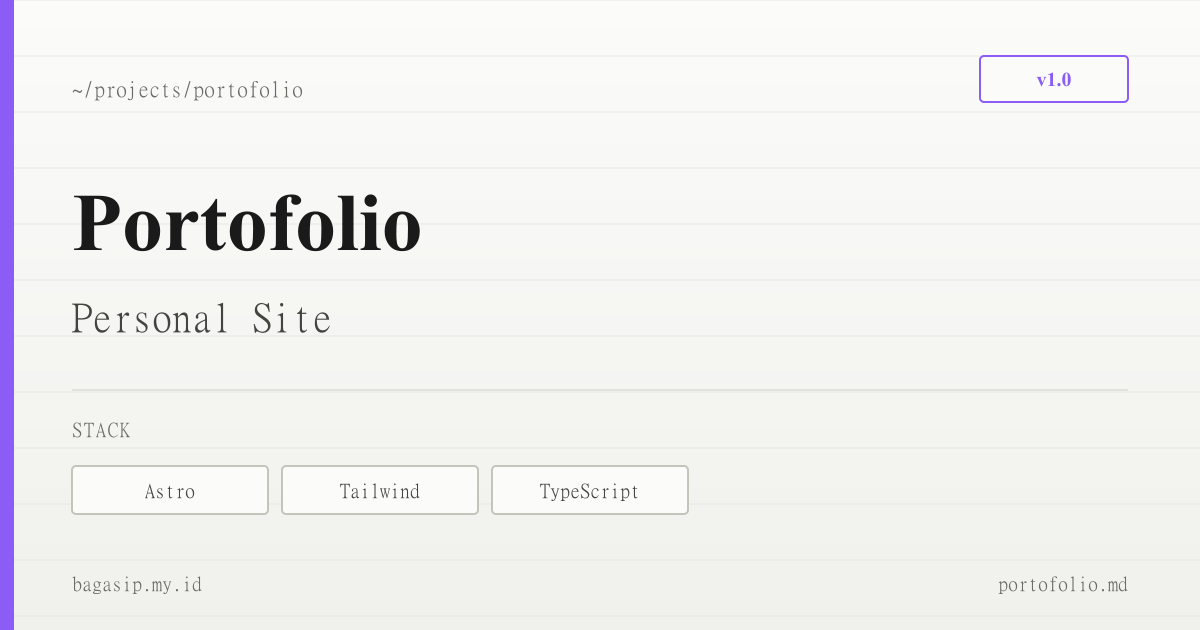 ~/projects/portofolio
v1.0
Portofolio
Personal Site
STACK
Astro
Tailwind
TypeScript
bagasip.my.id
portofolio.md